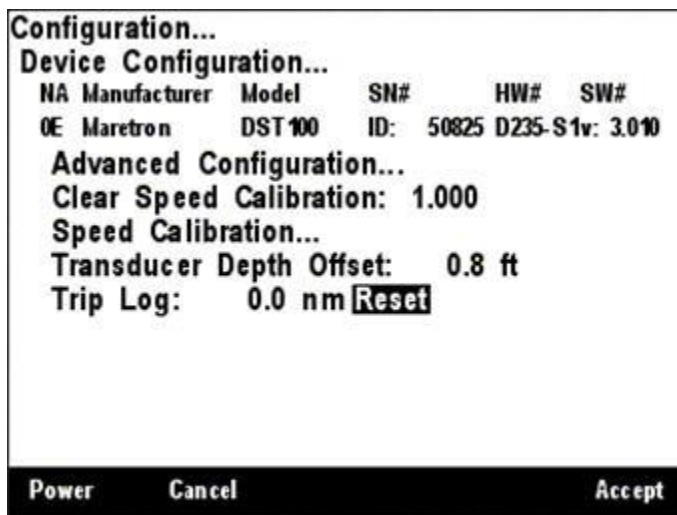 Configuration...
Device Configuration...
NA Manufacturer Model SN# HW# SW#
0E Maretron DST100 ID: 50825 D235-S1v: 3.010
Advanced Configuration...
Clear Speed Calibration: 1.000
Speed Calibration...
Transducer Depth Offset: 0.8 ft
Trip Log: 0.0 nm Reset
Power Cancel Accept